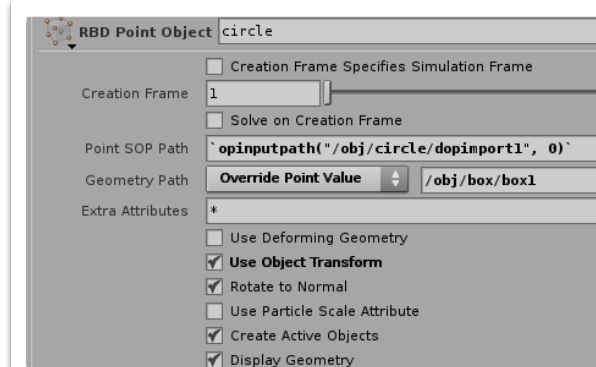 RBD Point Object circle
Creation Frame Specifies Simulation Frame
Creation Frame 1
Solve on Creation Frame
Point SOP Path `opinputpath("/obj/circle/dopimport1", 0)`
Geometry Path Override Point Value /obj/box/box1
Extra Attributes *
Use Deforming Geometry
Use Object Transform
Rotate to Normal
Use Particle Scale Attribute
Create Active Objects
Display Geometry